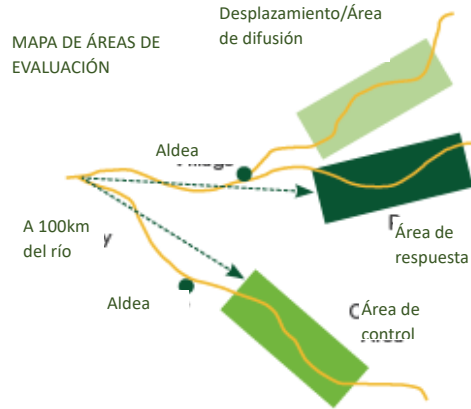 MAPA DE ÁREAS DE
EVALUACIÓN
Desplazamiento/Área
de difusión
Aldea
A 100km
del río
Área de
respuesta
Aldea
Área de
control